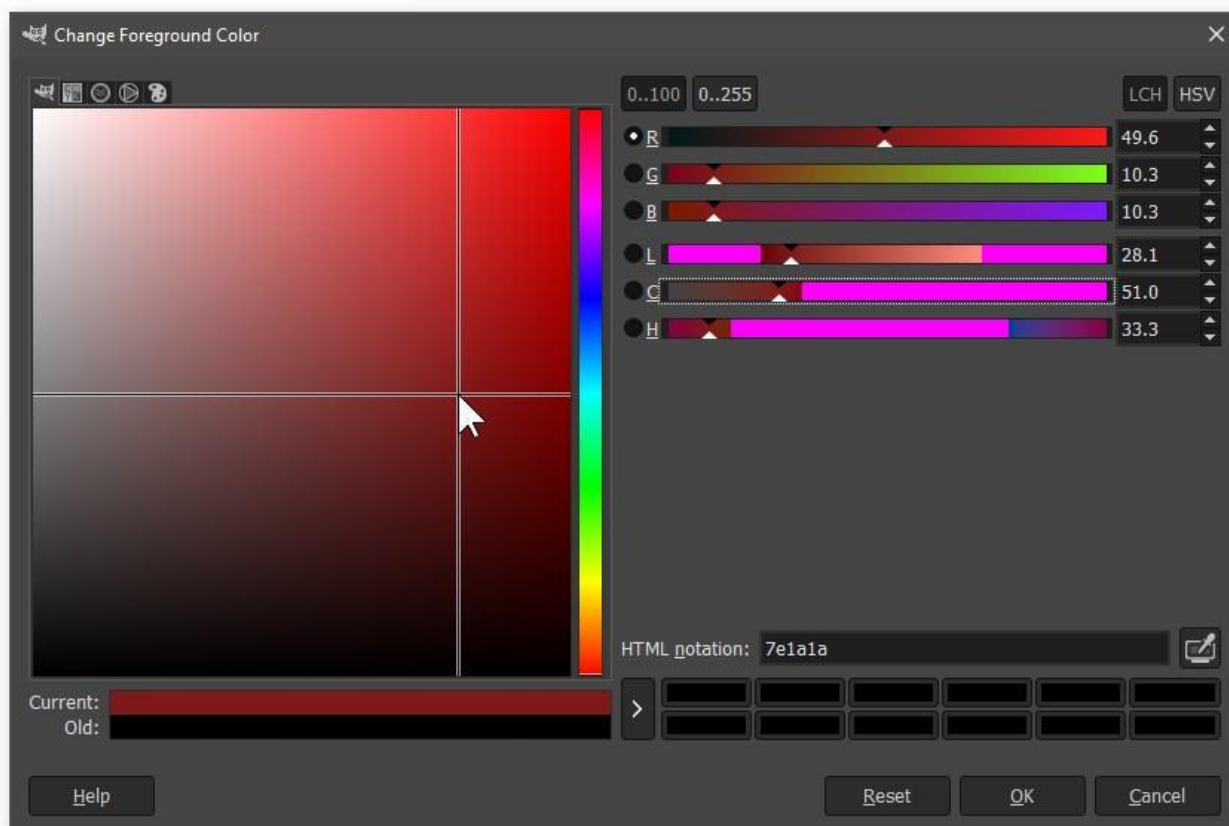 Change Foreground Color
0..100 0..255 LCH HSV
R 49.6
G 10.3
B 10.3
L 28.1
C 51.0
H 33.3
HTML notation: 7e1a1a
Current:
Old:
Help Reset OK Cancel